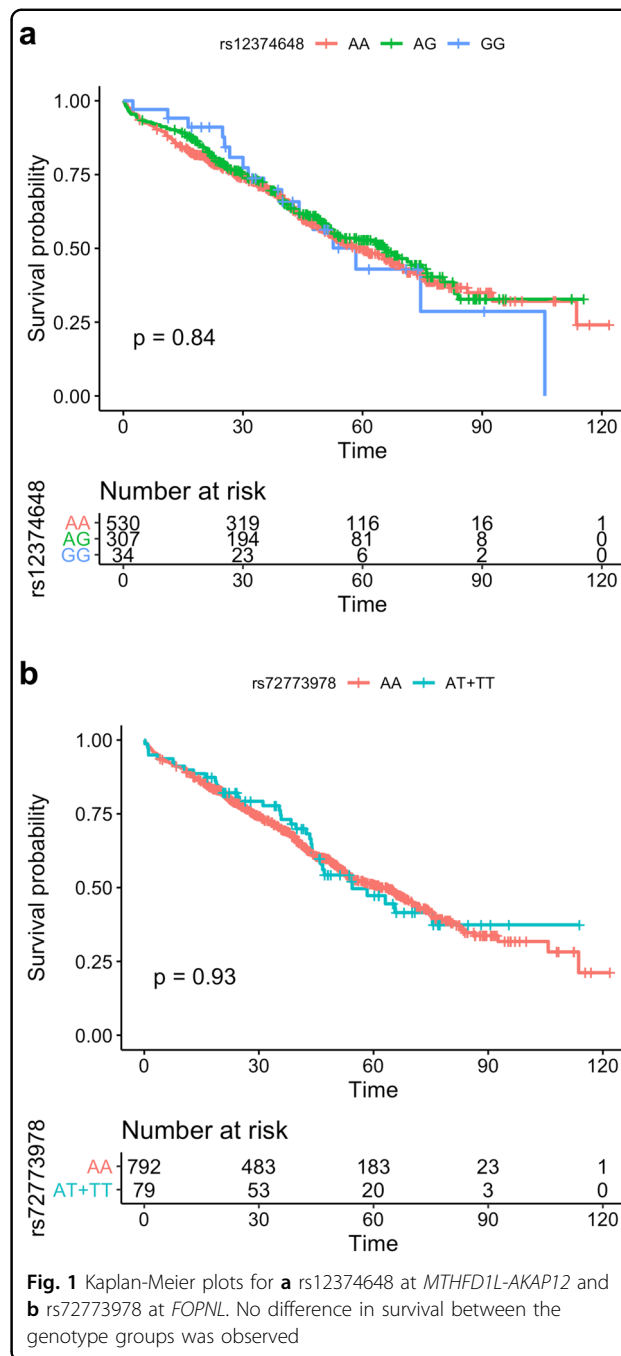 a
rs12374648 AA AG GG
1.00
0.75
0.50
0.25
0.00
Survival probability
p = 0.84
0 30 60 90 120
Time
Number at risk
rs12374648
AA 530 319 116 16 1
AG 307 194 81 8 0
GG 34 23 6 2 0
0 30 60 90 120
Time
b
rs72773978 AA AT+TT
1.00
0.75
0.50
0.25
0.00
Survival probability
p = 0.93
0 30 60 90 120
Time
Number at risk
rs72773978
AA 792 483 183 23 1
AT+TT 79 53 20 3 0
0 30 60 90 120
Time
Fig. 1 Kaplan-Meier plots for a rs12374648 at MTHFD1L-AKAP12 and
b rs72773978 at FOPNL. No difference in survival between the
genotype groups was observed